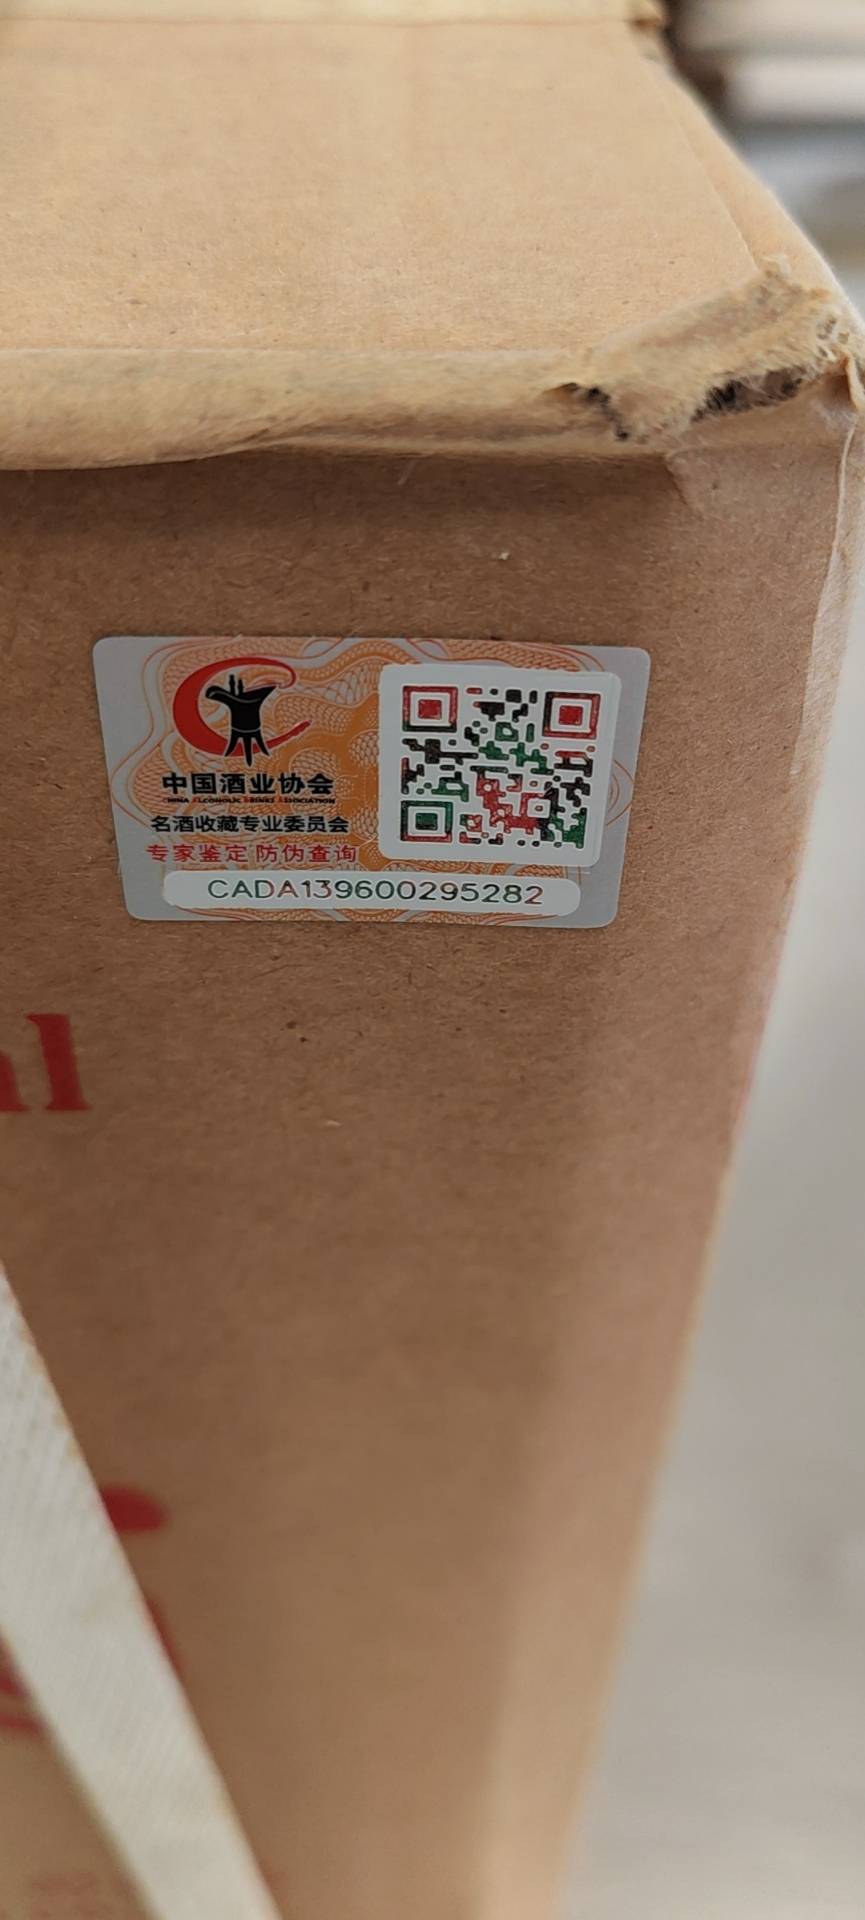 中国酒业协会
CHINA ALCOHOLIC DRINKS ASSOCIATION
名酒收藏专业委员会
专家鉴定 防伪查询
CADA139600295282
al